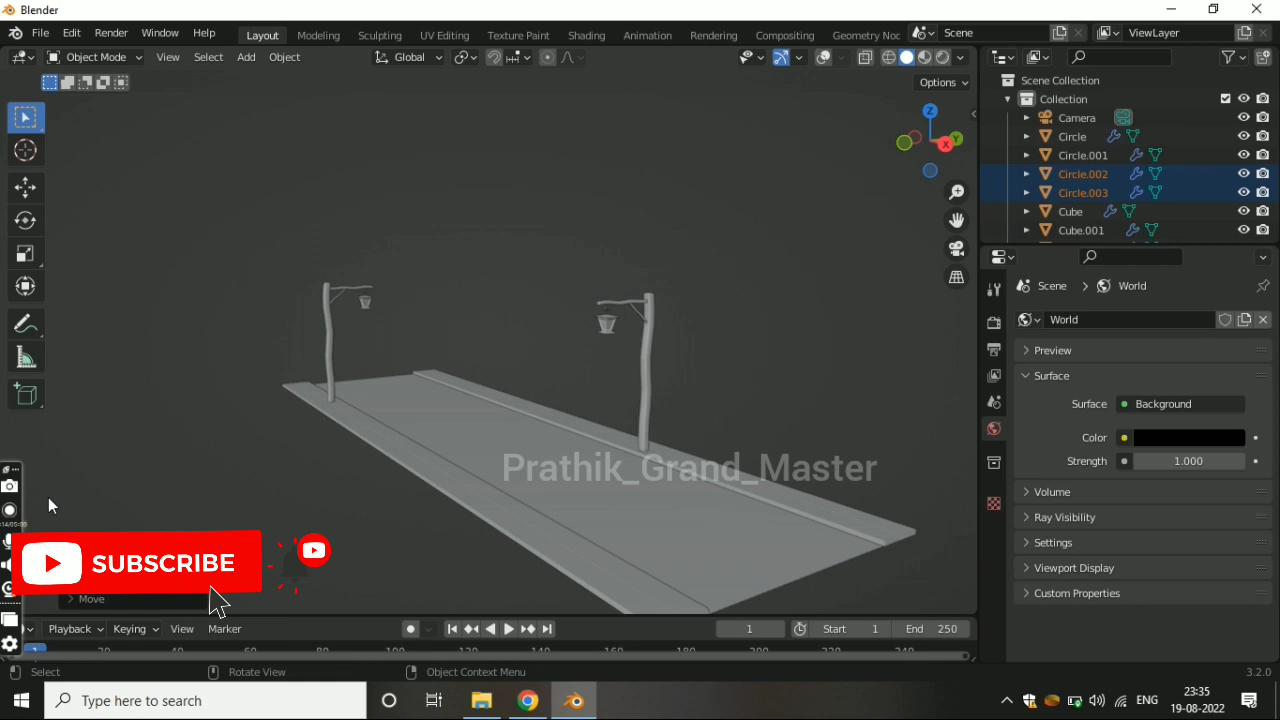 Blender
File Edit Render Window Help Layout Modeling Sculpting UV Editing Texture Paint Shading Animation Rendering Compositing Geometry Noc Scene ViewLayer
Object Mode View Select Add Object Global
Options
Scene Collection
Collection
Camera
Circle
Circle.001
Circle.002
Circle.003
Cube
Cube.001
X
Y
Z
Scene > World
World
Preview
Surface
Surface Background
Color
Strength 1.000
Volume
Ray Visibility
Settings
Viewport Display
Custom Properties
Prathik_Grand_Master
SUBSCRIBE
Move
Playback Keying View Marker 1 Start 1 End 250
Select Rotate View Object Context Menu 3.2.0
Type here to search
ENG
23:35
19-08-2022